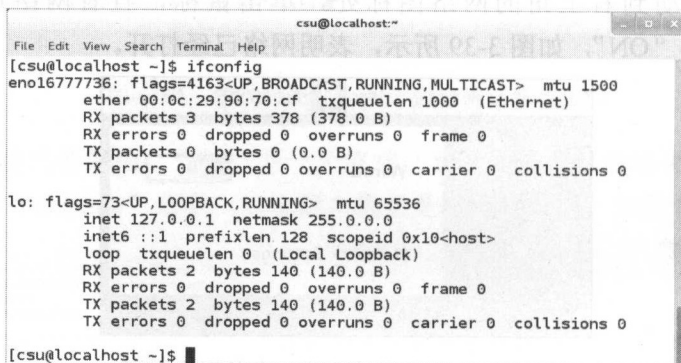 csu@localhost:~
File Edit View Search Terminal Help
[csu@localhost ~]$ ifconfig
eno16777736: flags=4163<UP,BROADCAST,RUNNING,MULTICAST>  mtu 1500
        ether 00:0c:29:90:70:cf  txqueuelen 1000  (Ethernet)
        RX packets 3  bytes 378 (378.0 B)
        RX errors 0  dropped 0  overruns 0  frame 0
        TX packets 0  bytes 0 (0.0 B)
        TX errors 0  dropped 0 overruns 0  carrier 0  collisions 0

lo: flags=73<UP,LOOPBACK,RUNNING>  mtu 65536
        inet 127.0.0.1  netmask 255.0.0.0
        inet6 ::1  prefixlen 128  scopeid 0x10<host>
        loop  txqueuelen 0  (Local Loopback)
        RX packets 2  bytes 140 (140.0 B)
        RX errors 0  dropped 0  overruns 0  frame 0
        TX packets 2  bytes 140 (140.0 B)
        TX errors 0  dropped 0 overruns 0  carrier 0  collisions 0

[csu@localhost ~]$